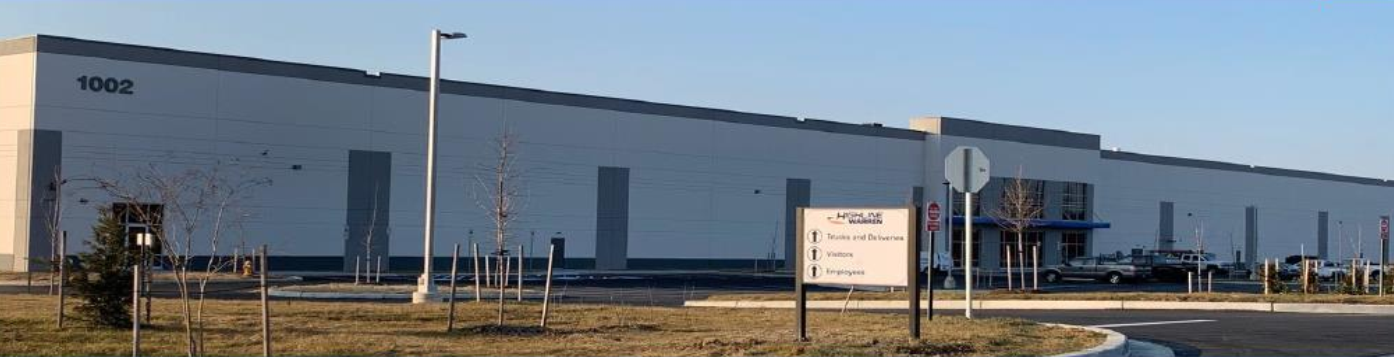 1002
HIGHLINE
WARREN
Trucks and Deliveries
Visitors
Employees